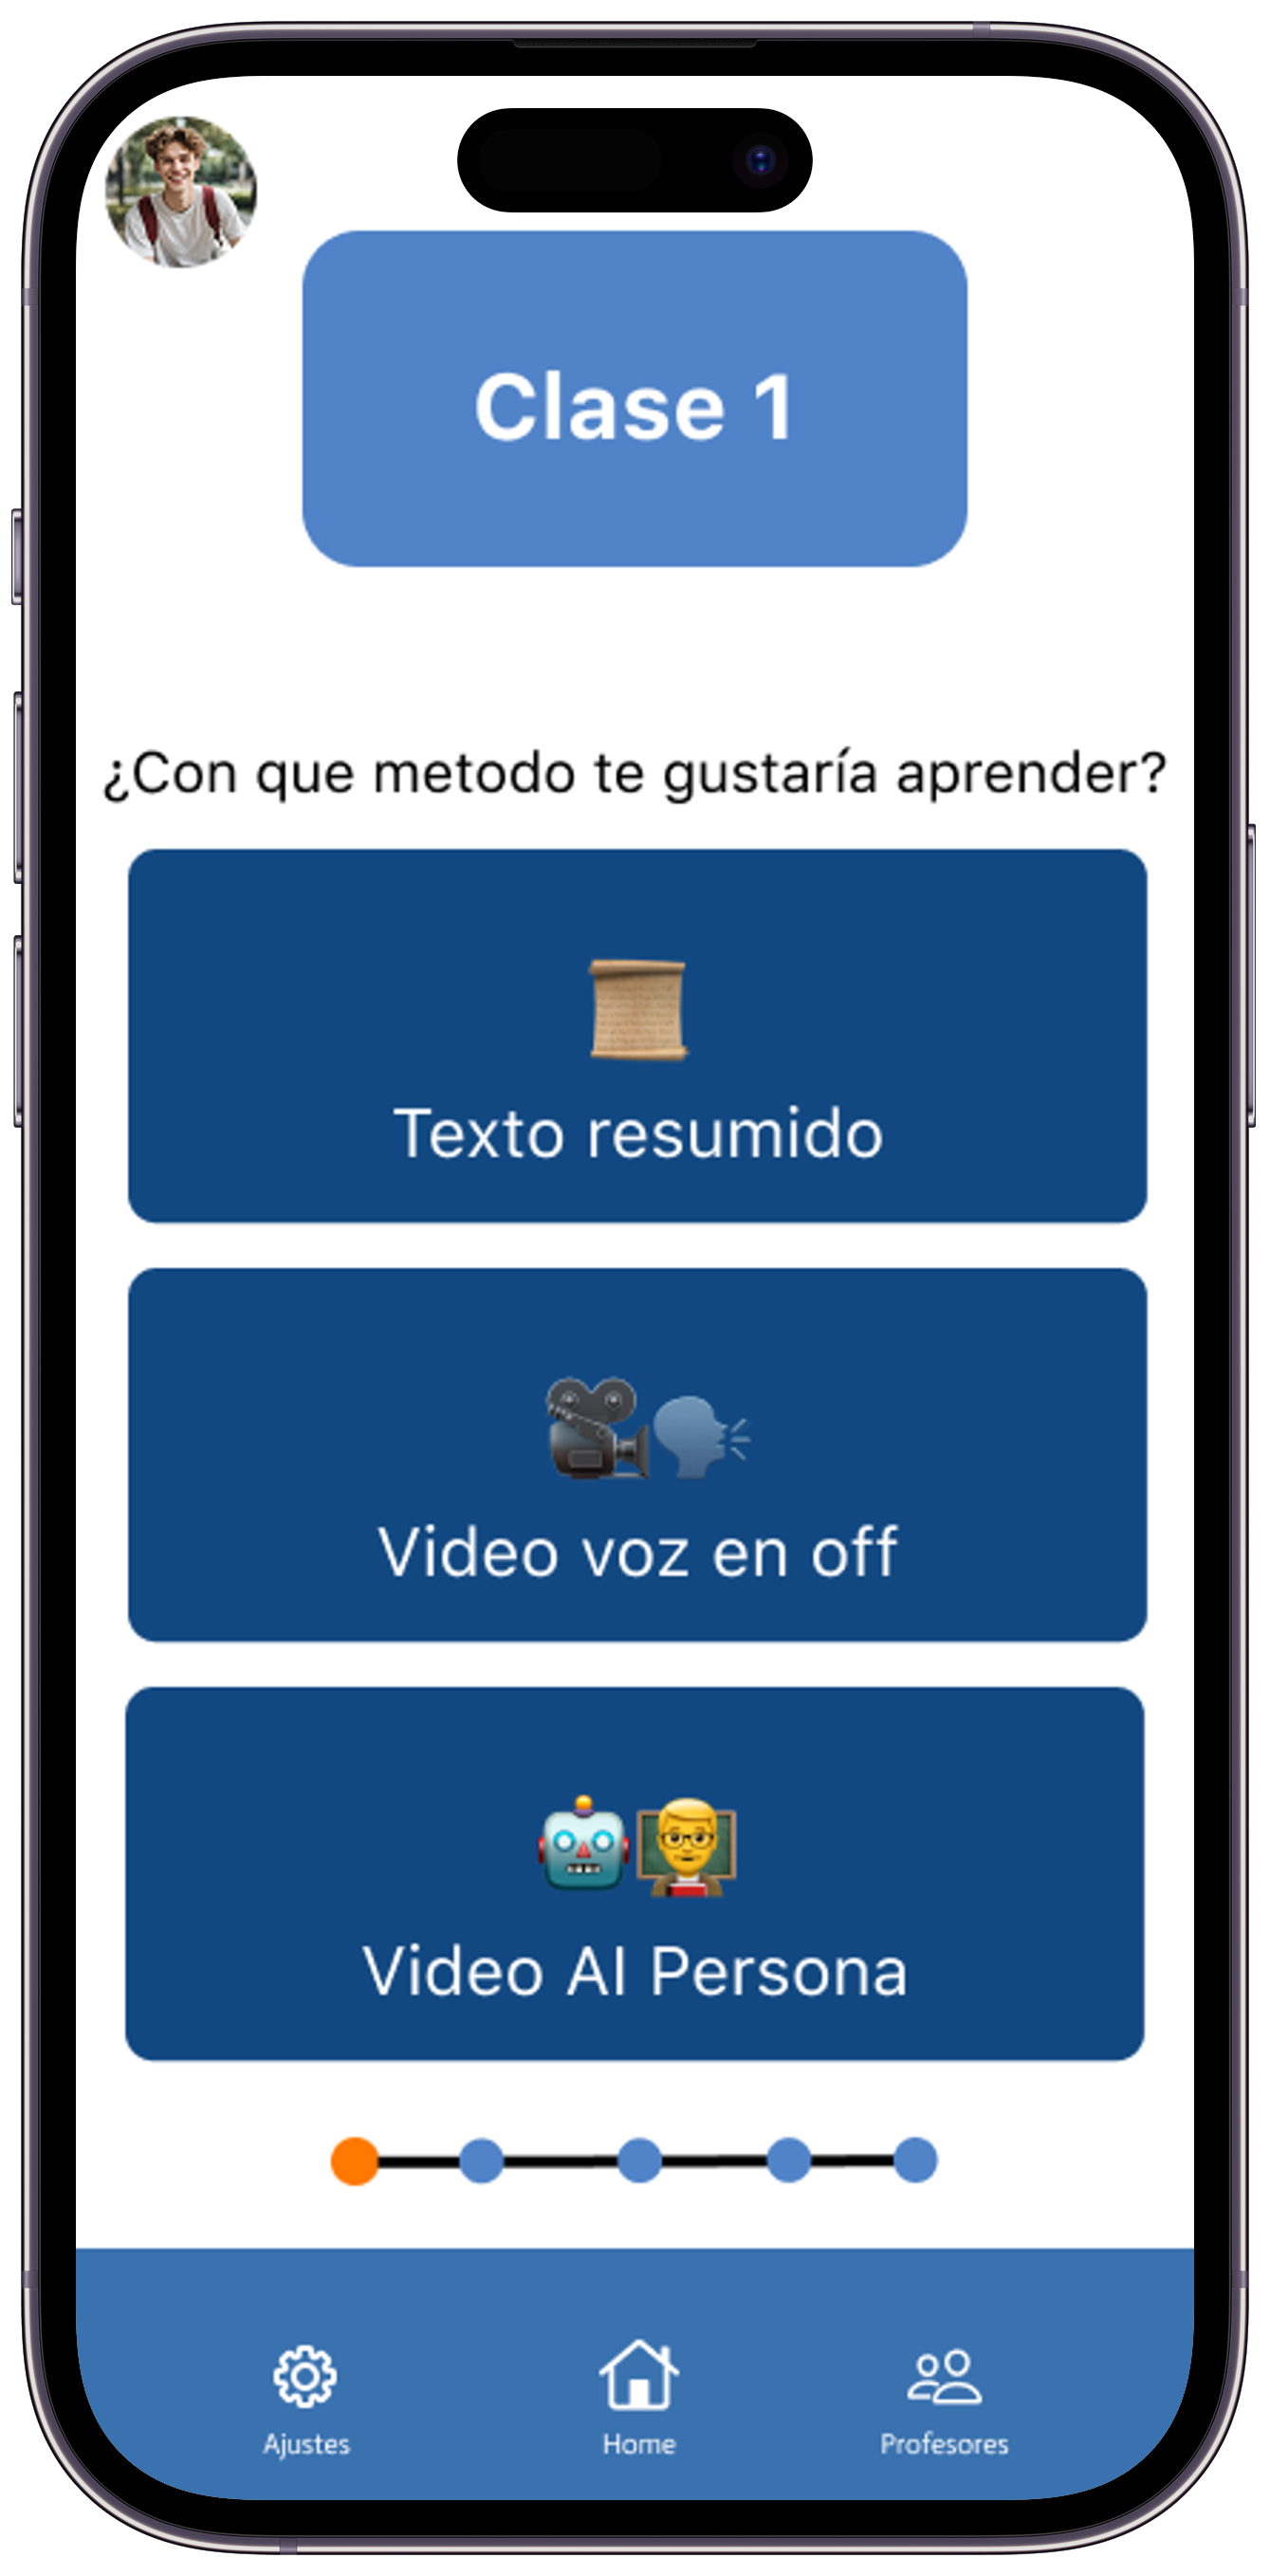 Clase 1
¿Con que metodo te gustaría aprender?
Texto resumido
Video voz en off
Video AI Persona
Ajustes Home Profesores